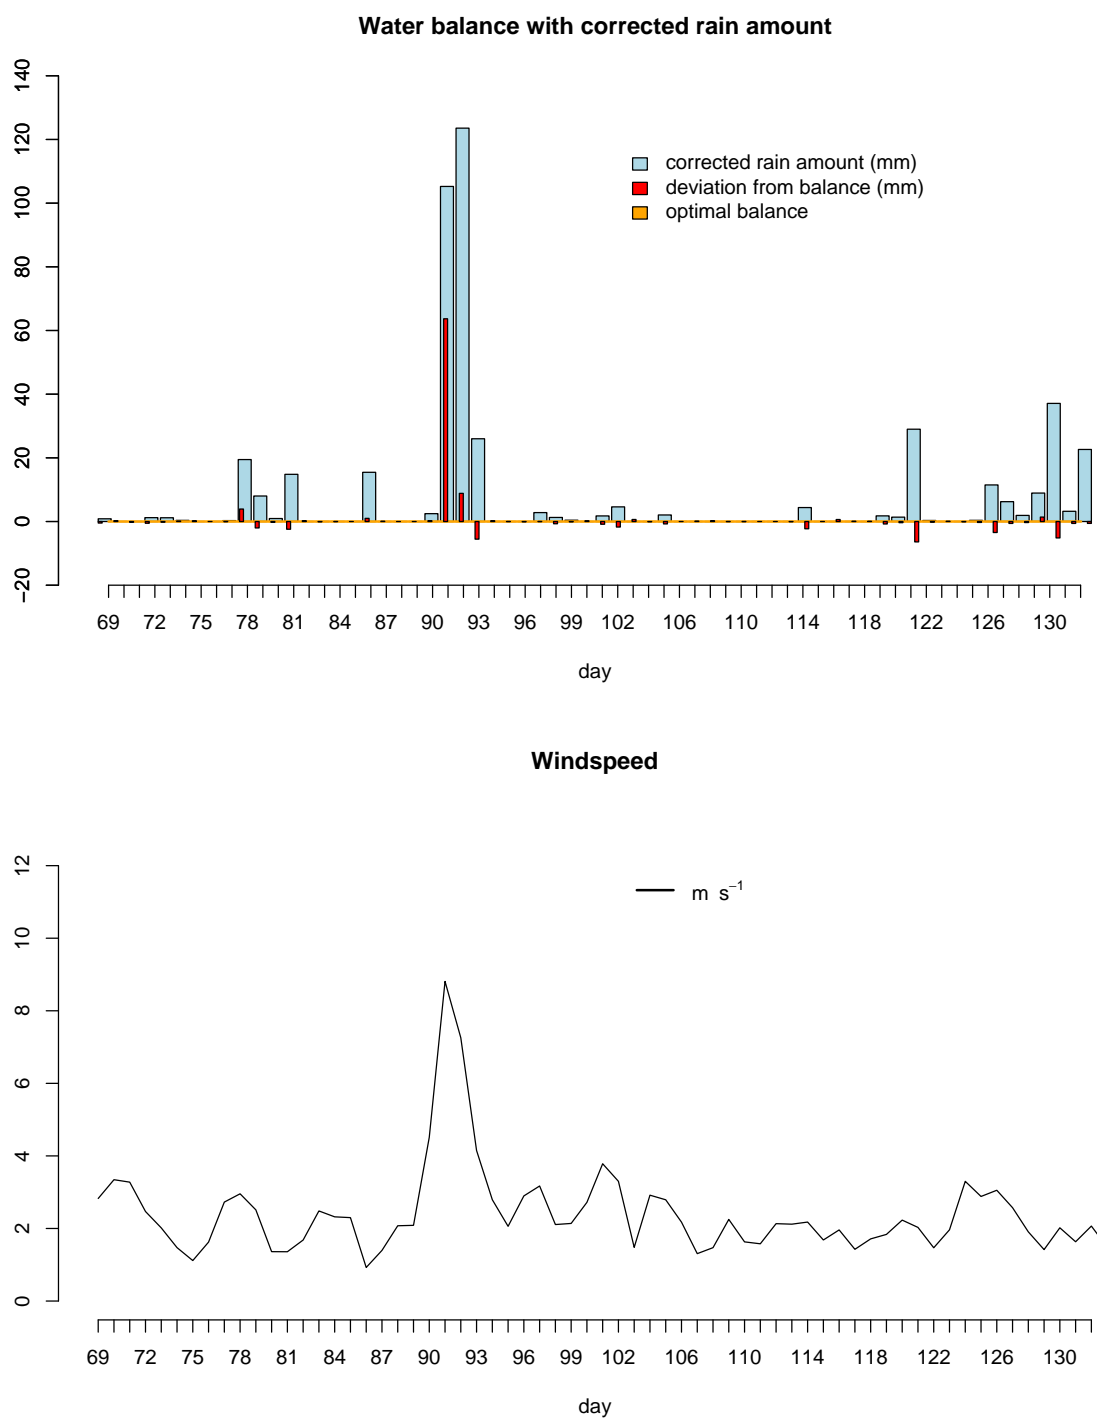 Water balance with corrected rain amount
140
120
100
80
60
40
20
0
−20
corrected rain amount (mm)
deviation from balance (mm)
optimal balance
69 72 75 78 81 84 87 90 93 96 99 102 106 110 114 118 122 126 130
day
Windspeed
12
10
8
6
4
2
0
m s−1
69 72 75 78 81 84 87 90 93 96 99 102 106 110 114 118 122 126 130
day